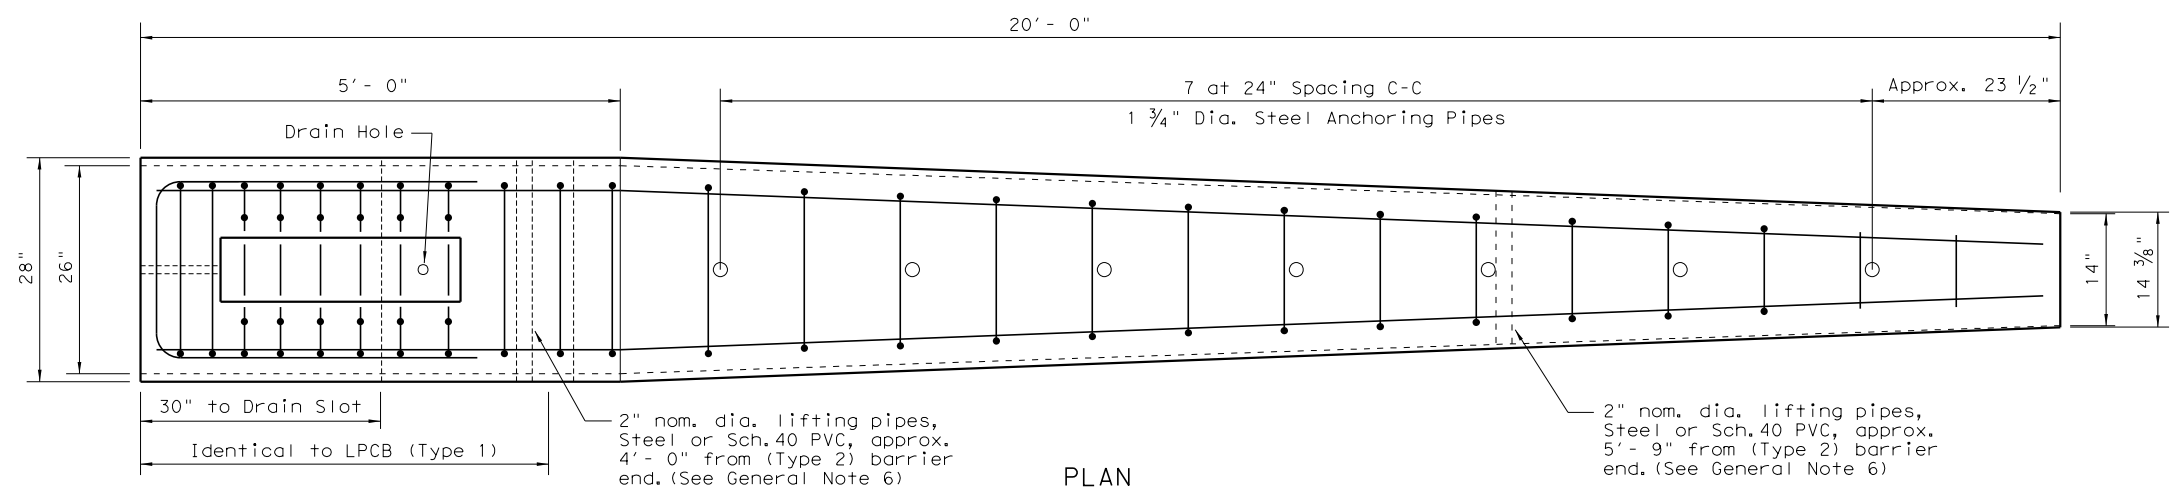 20'- 0"
5'- 0"
7 at 24" Spacing C-C
Approx. 23 ½"
1 ¾" Dia. Steel Anchoring Pipes
Drain Hole
28"
26"
14"
14 ⅜"
30" to Drain Slot
Identical to LPCB (Type 1)
2" nom. dia. lifting pipes,
Steel or Sch.40 PVC, approx.
4'- 0" from (Type 2) barrier
end.(See General Note 6)
2" nom. dia. lifting pipes,
Steel or Sch.40 PVC, approx.
5'- 9" from (Type 2) barrier
end.(See General Note 6)
PLAN